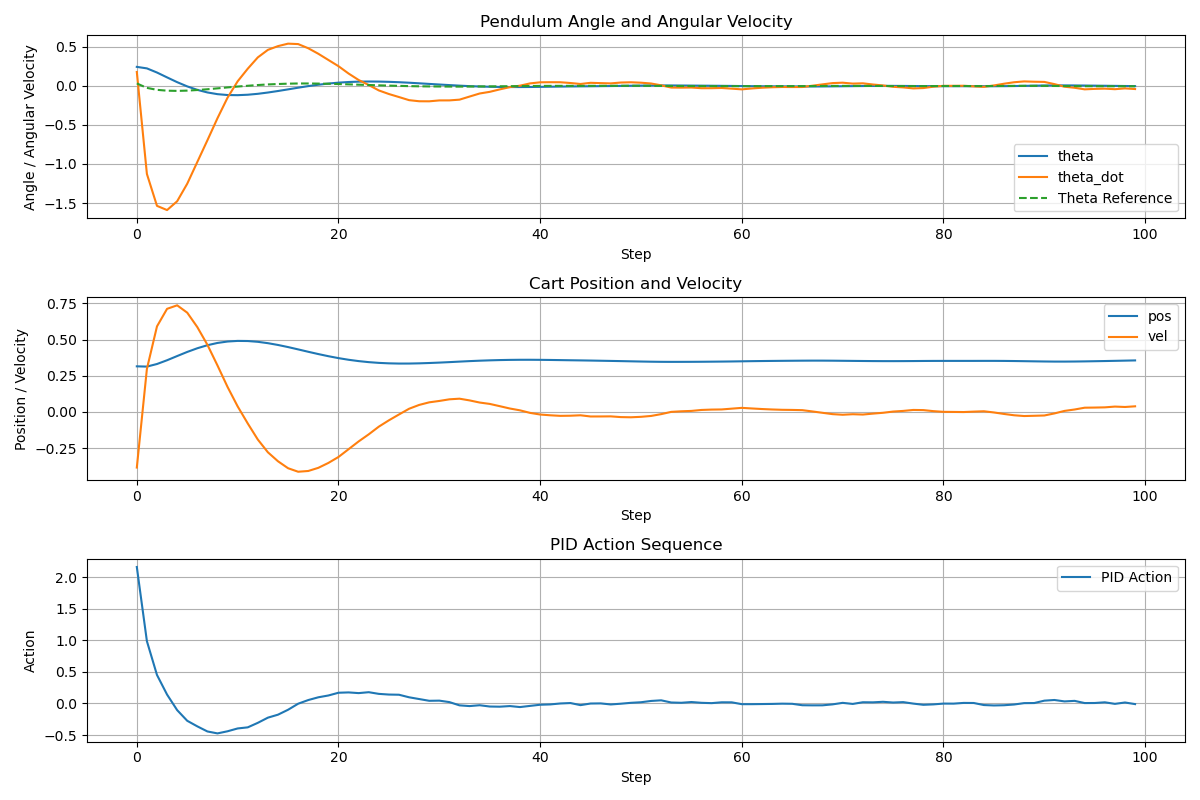 Pendulum Angle and Angular Velocity
Angle / Angular Velocity
0.5
0.0
−0.5
−1.0
−1.5
theta
theta_dot
Theta Reference
0 20 40 60 80 100
Step
Cart Position and Velocity
Position / Velocity
0.75
0.50
0.25
0.00
−0.25
pos
vel
0 20 40 60 80 100
Step
PID Action Sequence
Action
2.0
1.5
1.0
0.5
0.0
−0.5
PID Action
0 20 40 60 80 100
Step